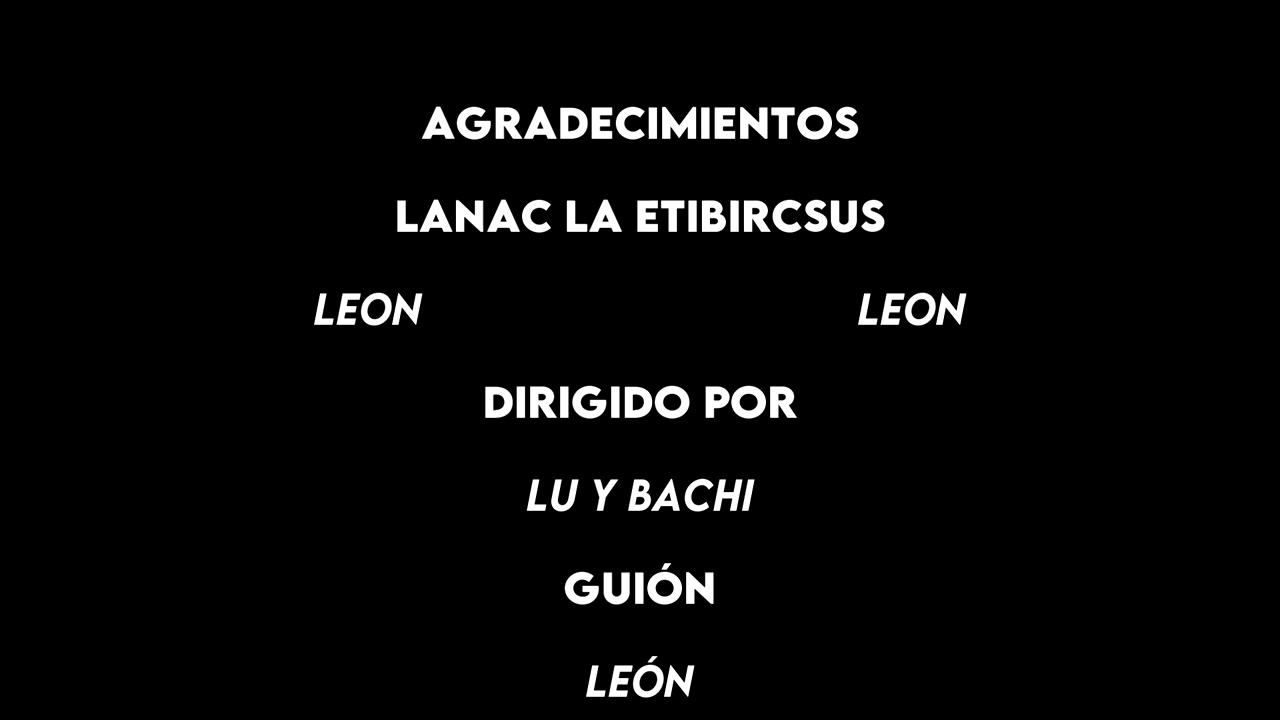 AGRADECIMIENTOS
LANAC LA ETIBIRCSUS
LEON LEON
DIRIGIDO POR
LU Y BACHI
GUIÓN
LEÓN